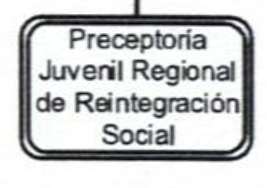 Preceptoría
Juvenil Regional
de Reintegración
Social